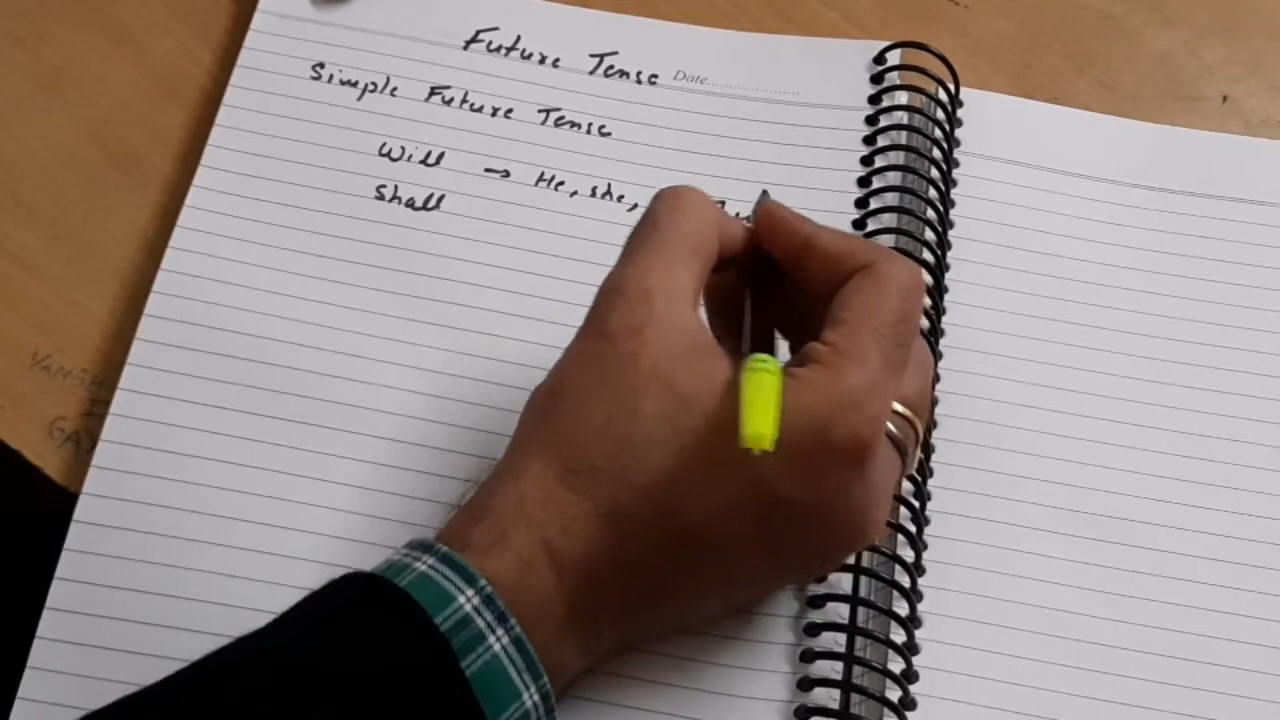 Future Tense Date
Simple Future Tense
Will → He, she,
Shall